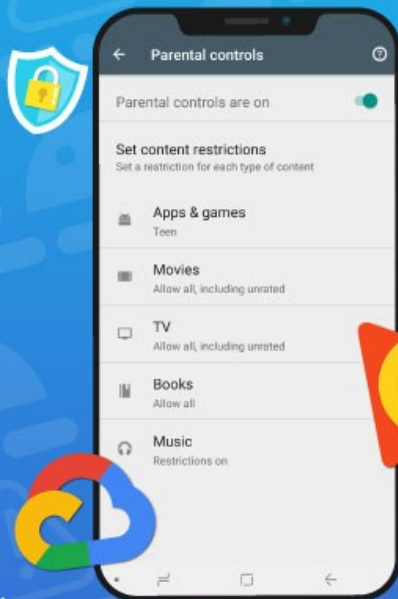 Parental controls
Parental controls are on
Set content restrictions
Set a restriction for each type of content
Apps & games
Teen
Movies
Allow all, including unrated
TV
Allow all, including unrated
Books
Allow all
Music
Restrictions on